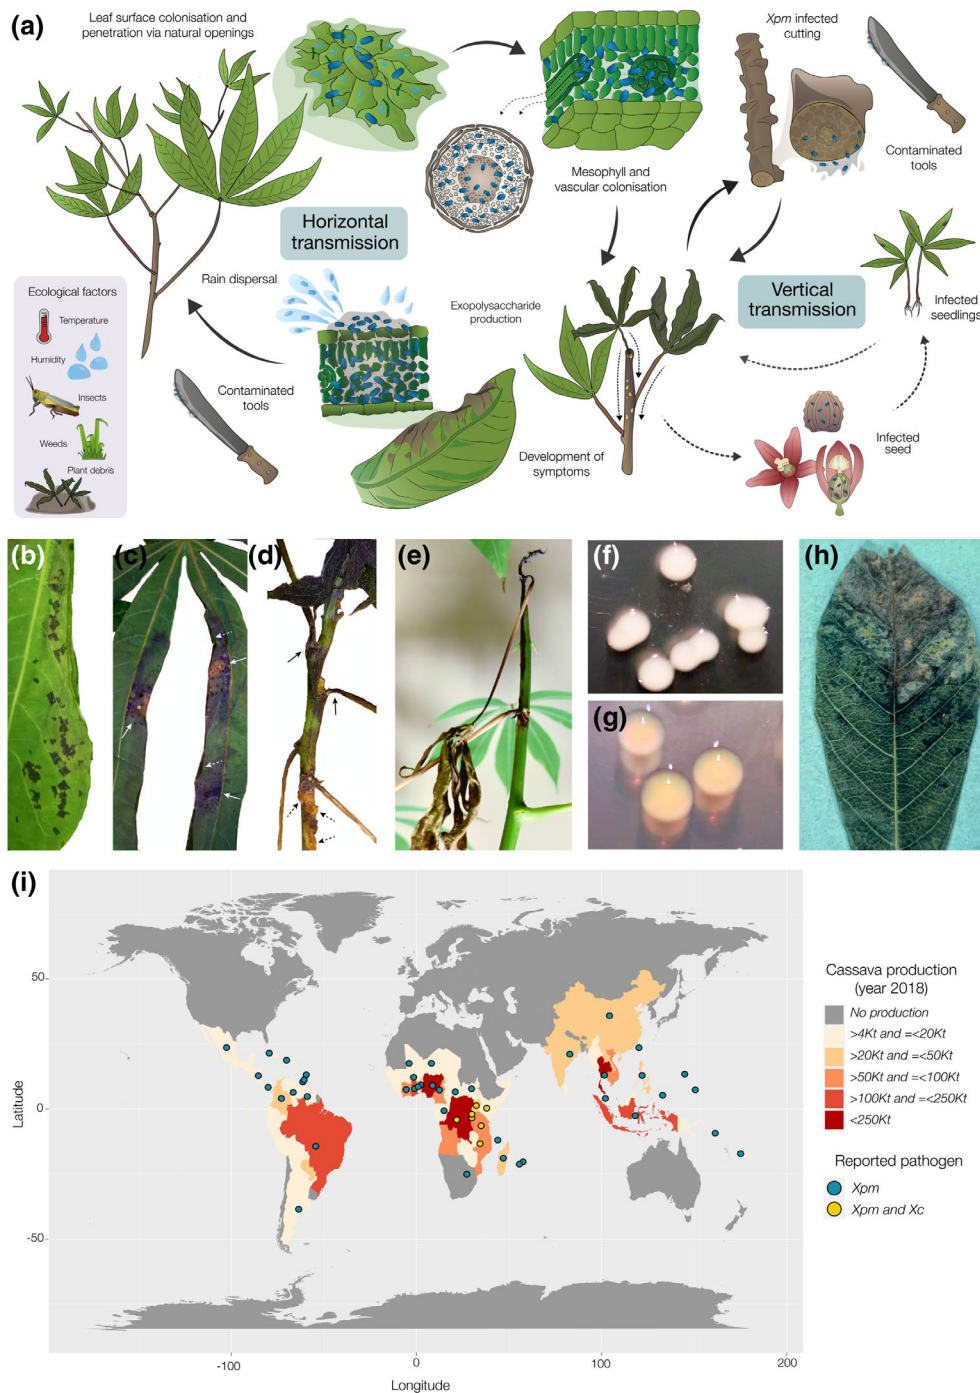 (a)
Leaf surface colonisation and
penetration via natural openings
Xpm infected
cutting
Contaminated
tools
Mesophyll and
vascular colonisation
Horizontal
transmission
Rain dispersal
Exopolysaccharide
production
Vertical
transmission
Infected
seedlings
Ecological factors
Temperature
Humidity
Insects
Weeds
Plant debris
Contaminated
tools
Development of
symptoms
Infected
seed
(b)
(c)
(d)
(e)
(f)
(g)
(h)
(i)
50
0
-50
Latitude
-100
0
100
200
Longitude
Cassava production
(year 2018)
No production
>4Kt and =<20Kt
>20Kt and =<50Kt
>50Kt and =<100Kt
>100Kt and =<250Kt
<250Kt
Reported pathogen
Xpm
Xpm and Xc